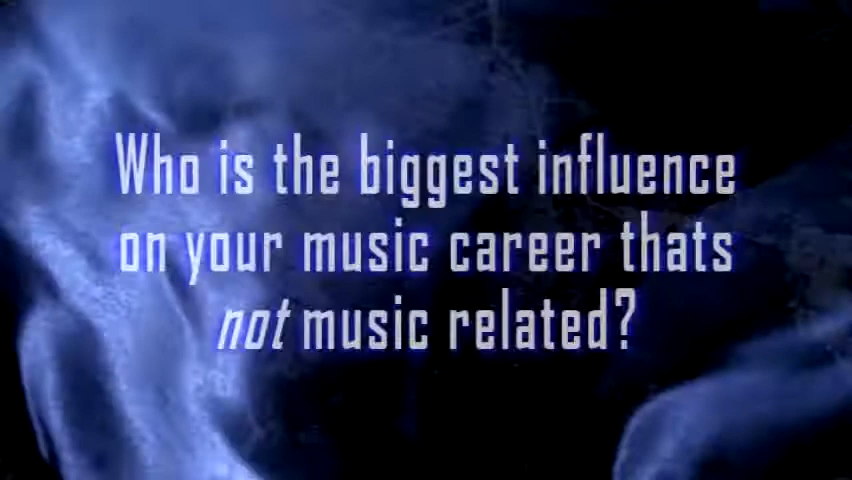 Who is the biggest influence
on your music career thats
not music related?